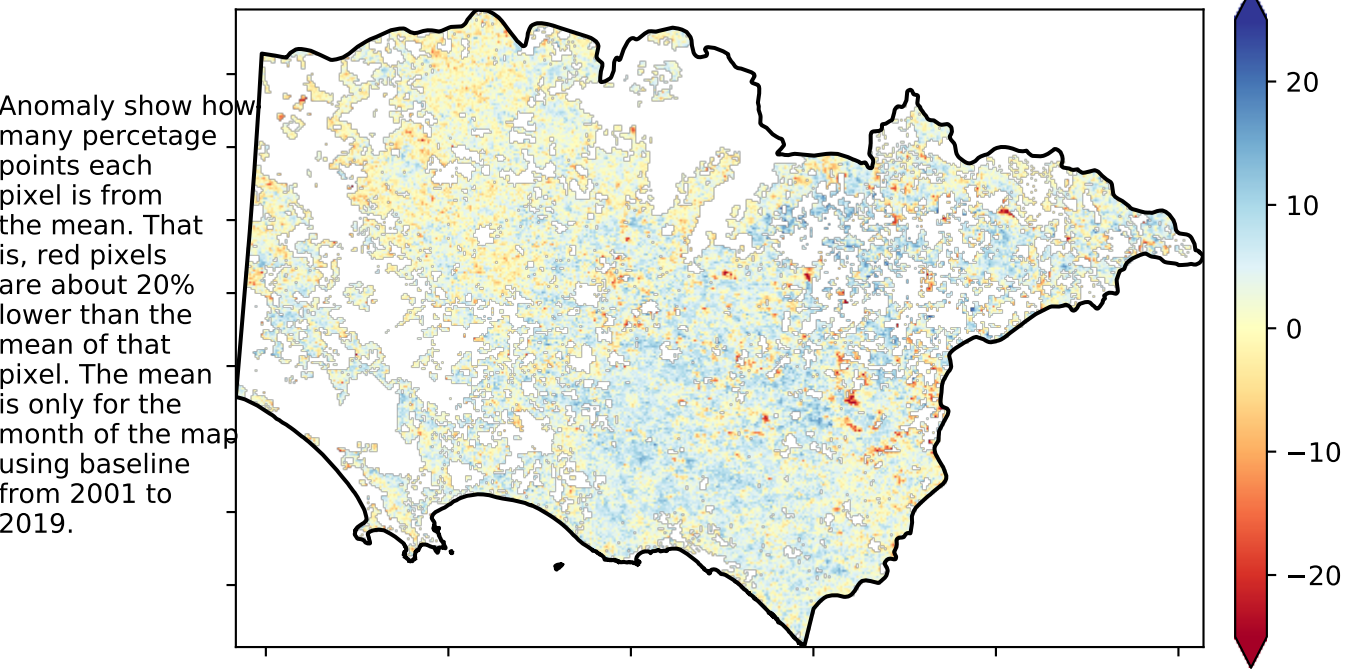 Anomaly show how
many percetage
points each
pixel is from
the mean. That
is, red pixels
are about 20%
lower than the
mean of that
pixel. The mean
is only for the
month of the map
using baseline
from 2001 to
2019.
20
10
0
−10
−20